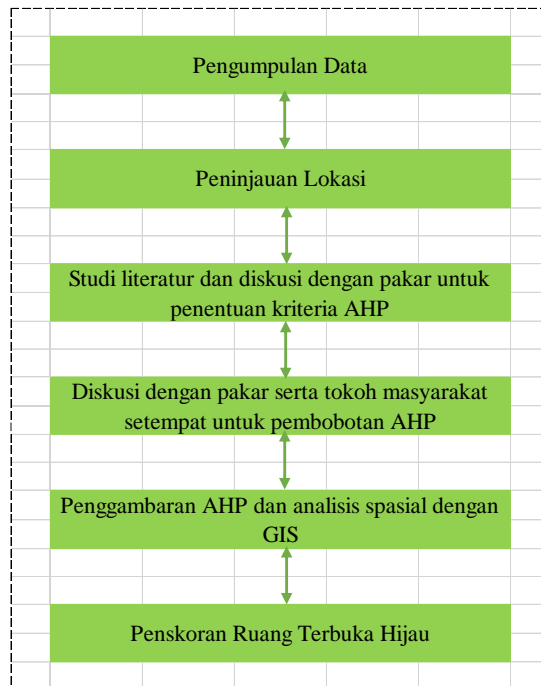 Pengumpulan Data
Peninjauan Lokasi
Studi literatur dan diskusi dengan pakar untuk
penentuan kriteria AHP
Diskusi dengan pakar serta tokoh masyarakat
setempat untuk pembobotan AHP
Penggambaran AHP dan analisis spasial dengan
GIS
Penskoran Ruang Terbuka Hijau